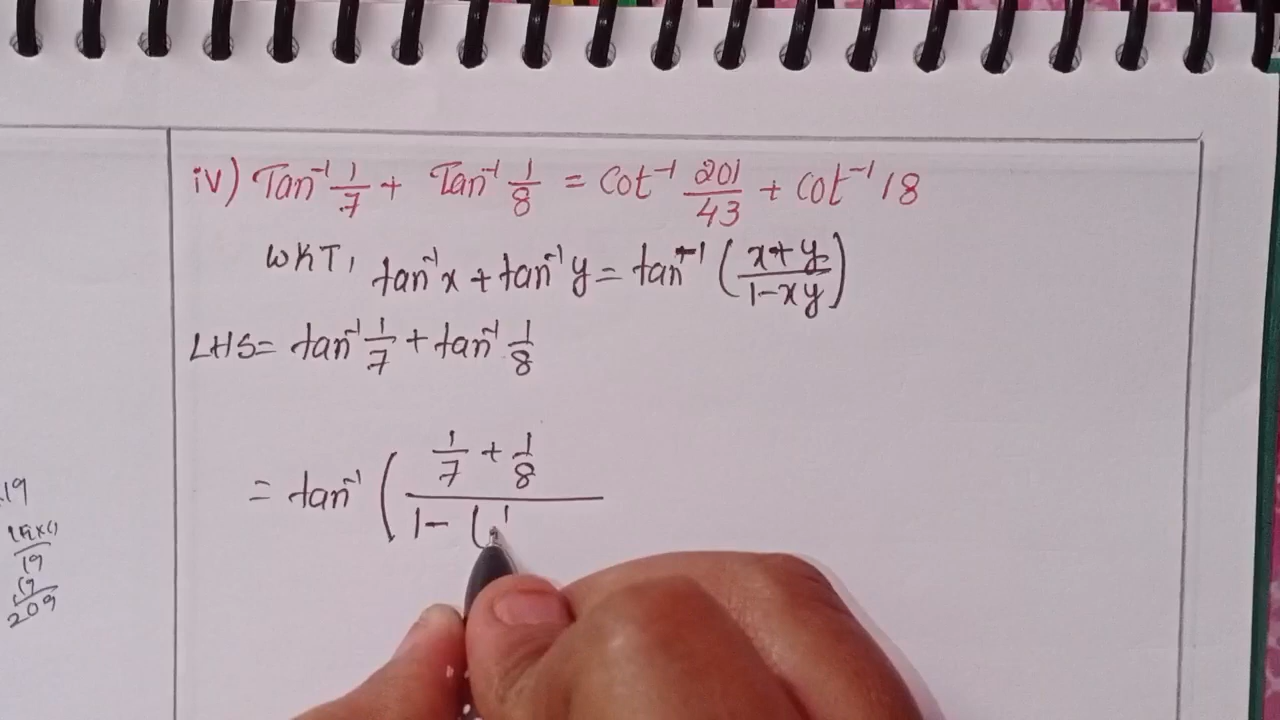 iv) Tan⁻¹ 1/7 + Tan⁻¹ 1/8 = Cot⁻¹ 201/43 + Cot⁻¹ 18
WKT, tan⁻¹x + tan⁻¹y = tan⁻¹ (x+y/1-xy)
LHS= tan⁻¹ 1/7 + tan⁻¹ 1/8
= tan⁻¹ ( 1/7 + 1/8 / 1- (1
19
19
209